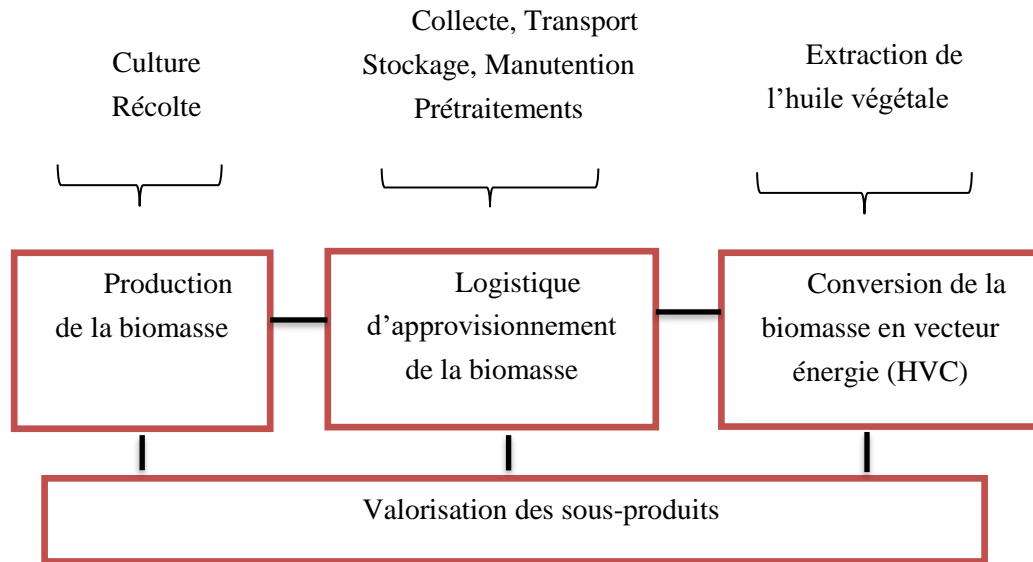 Culture
Récolte
Collecte, Transport
Stockage, Manutention
Prétraitements
Extraction de
l’huile végétale
Production
de la biomasse
Logistique
d’approvisionnement
de la biomasse
Conversion de la
biomasse en vecteur
énergie (HVC)
Valorisation des sous-produits